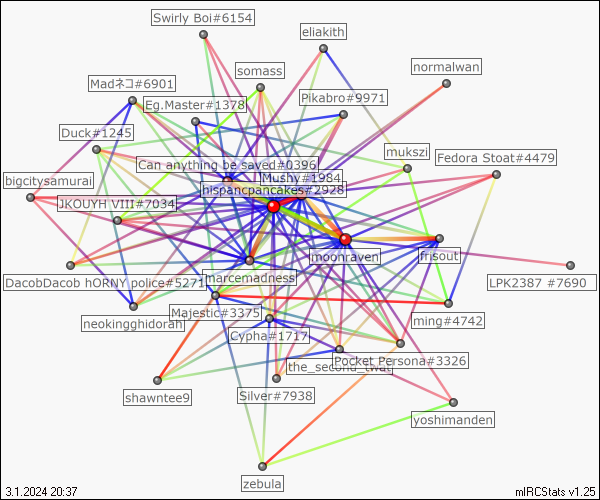 Swirly Boi#6154
eliakith
normalwan
somass
Madネコ#6901
Pikabro#9971
Eg.Master#1378
Duck#1245
mukszi
Fedora Stoat#4479
Can anything be saved#0396
Mushy#1984
bigcitysamurai
hispancpancakes#2928
JKOUYH VIII#7034
moonraven
frisout
DacobDacob hORNY police#5271
marcemadness
LPK2387 #7690
Majestic#3375
neokingghidorah
ming#4742
Cypha#1717
Pocket Persona#3326
the_second_twat
shawntee9
Silver#7938
yoshimanden
zebula
3.1.2024 20:37
mIRCStats v1.25